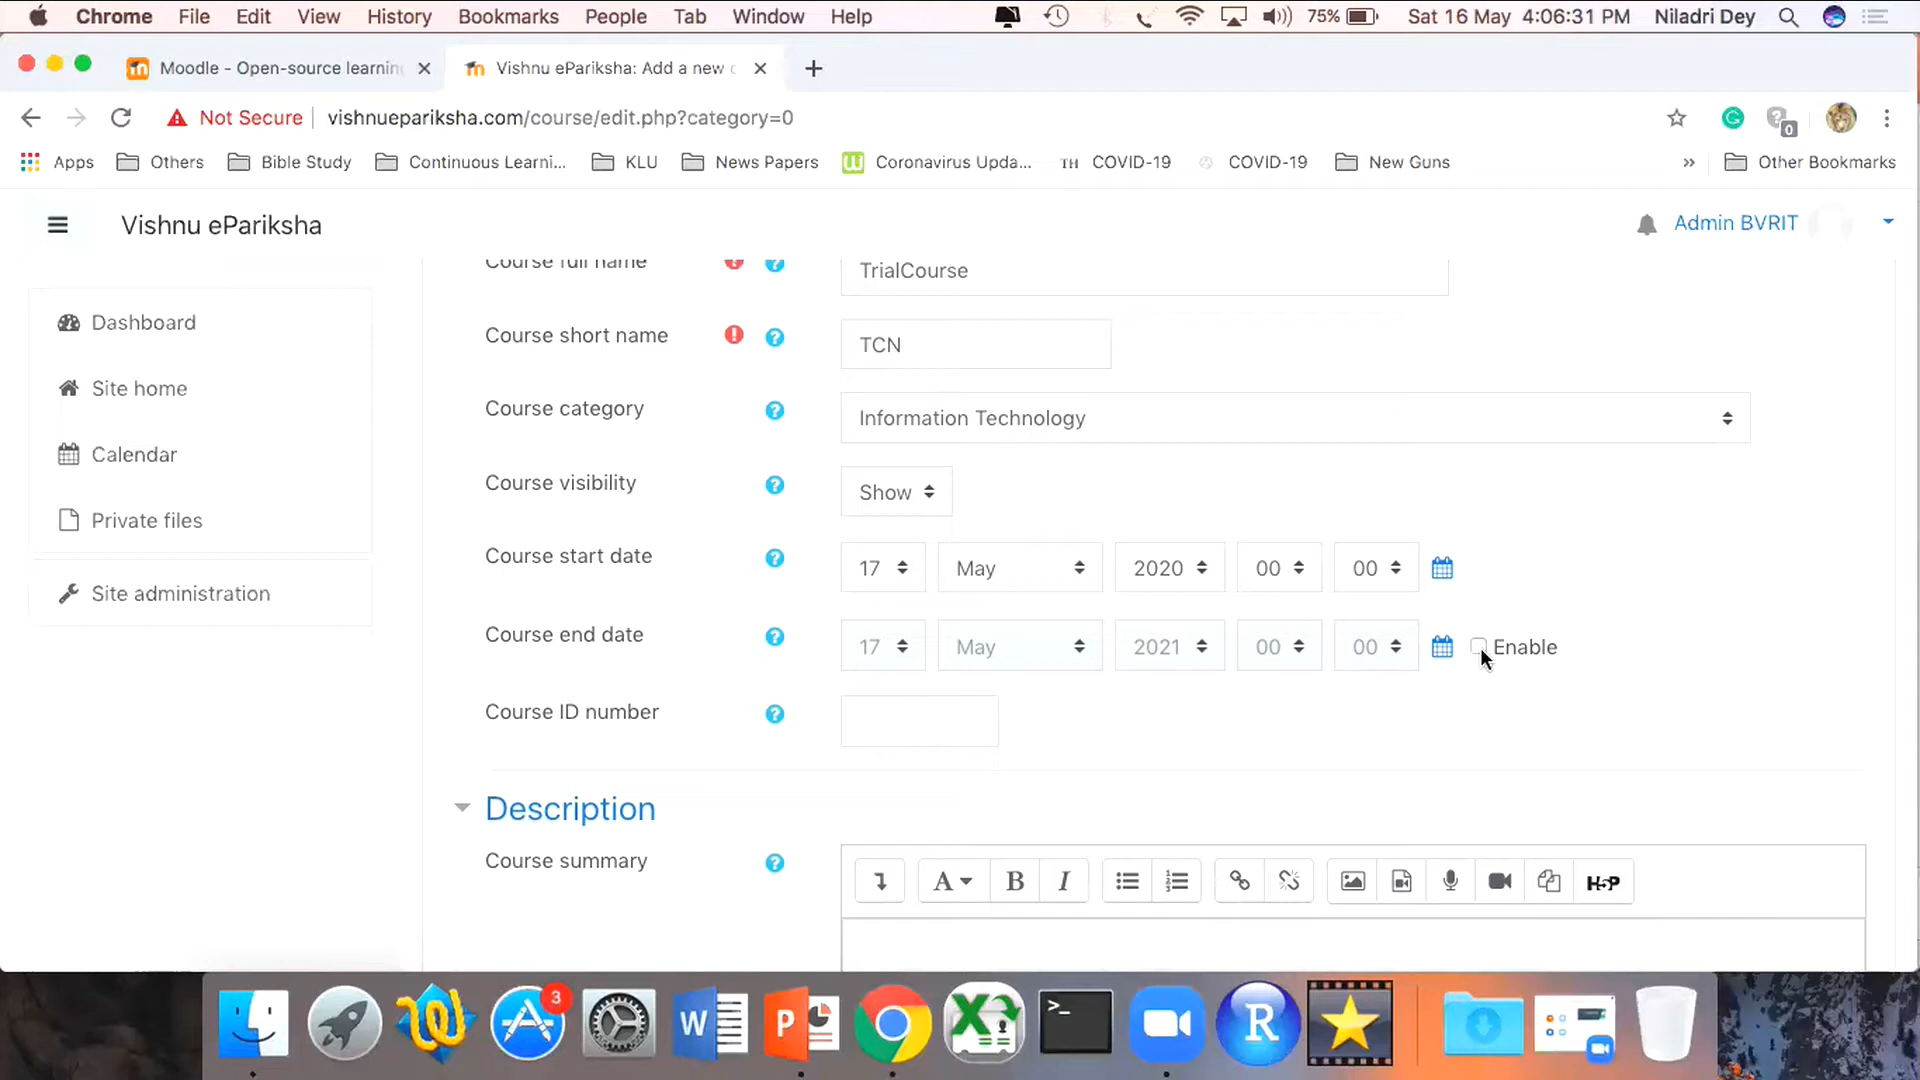 Chrome File Edit View History Bookmarks People Tab Window Help 75% Sat 16 May 4:06:31 PM Niladri Dey
Moodle - Open-source learnin Vishnu ePariksha: Add a new
Not Secure vishnuepariksha.com/course/edit.php?category=0 0
Apps Others Bible Study Continuous Learni... KLU News Papers Coronavirus Upda... TH COVID-19 COVID-19 New Guns » Other Bookmarks
Vishnu ePariksha Admin BVRIT
Course full name TrialCourse
Dashboard
Course short name TCN
Site home
Course category Information Technology
Calendar
Course visibility Show
Private files
Course start date 17 May 2020 00 00
Site administration
Course end date 17 May 2021 00 00 Enable
Course ID number
Description
Course summary
A B I H-P
3 W P X >_ R